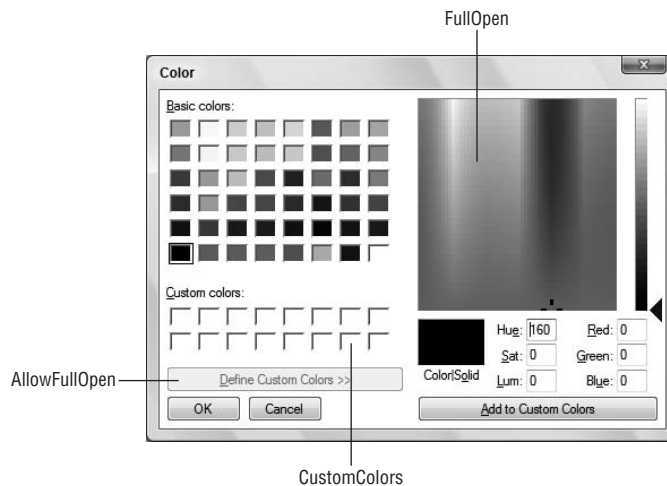 FullOpen
Color
Basic colors:
Custom colors:
AllowFullOpen
Define Custom Colors >>
OK
Cancel
Color|Solid
Hue: 160
Sat: 0
Lum: 0
Red: 0
Green: 0
Blue: 0
Add to Custom Colors
CustomColors